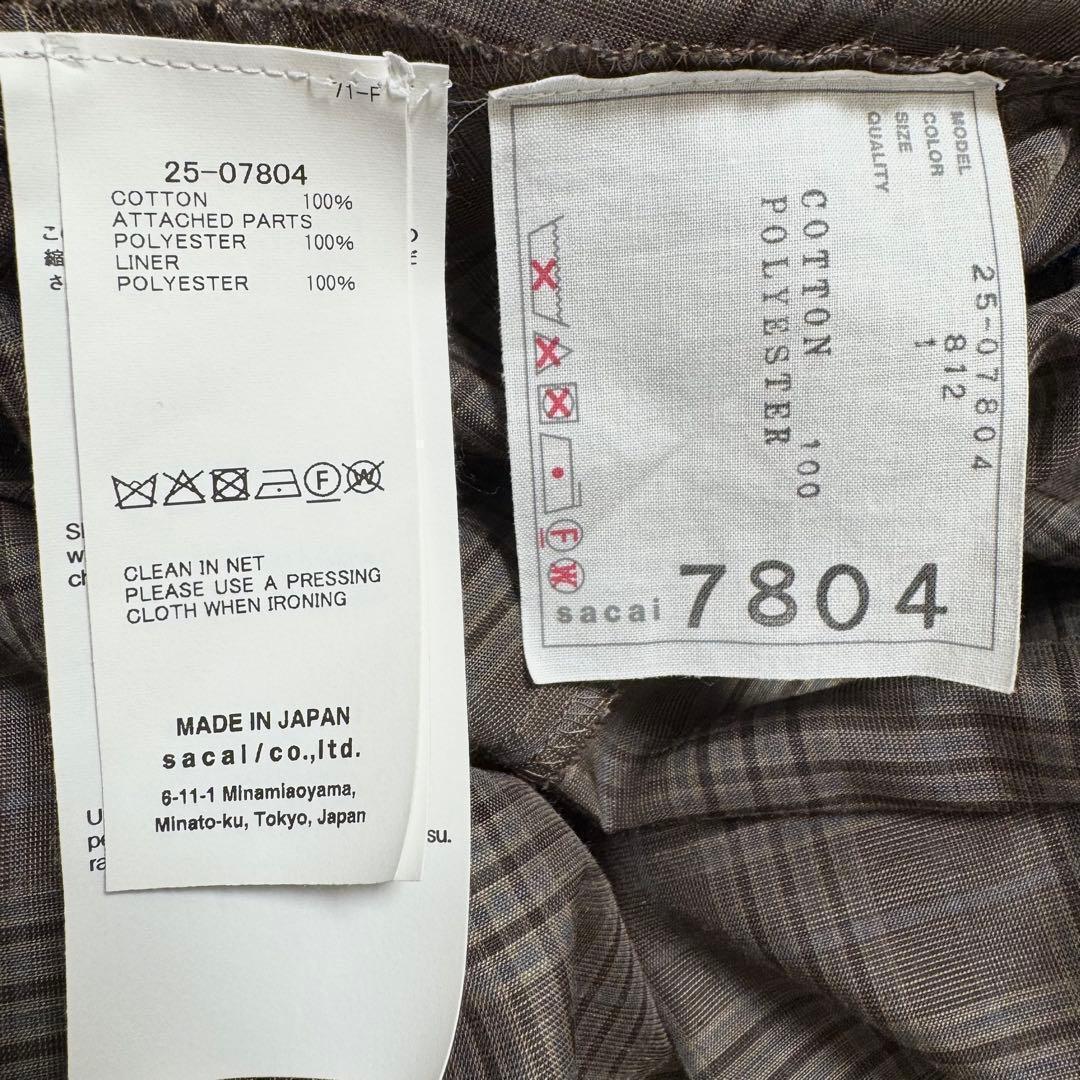 71-F
25-07804
COTTON 100%
ATTACHED PARTS
POLYESTER 100%
LINER
POLYESTER 100%
F W
CLEAN IN NET
PLEASE USE A PRESSING
CLOTH WHEN IRONING
MADE IN JAPAN
sacai/co.,ltd.
6-11-1 Minamiaoyama,
Minato-ku, Tokyo, Japan
su.
MODEL 25-07804
COLOR 812
SIZE 1
QUALITY
COTTON 100
POLYESTER
F W
sacai 7804